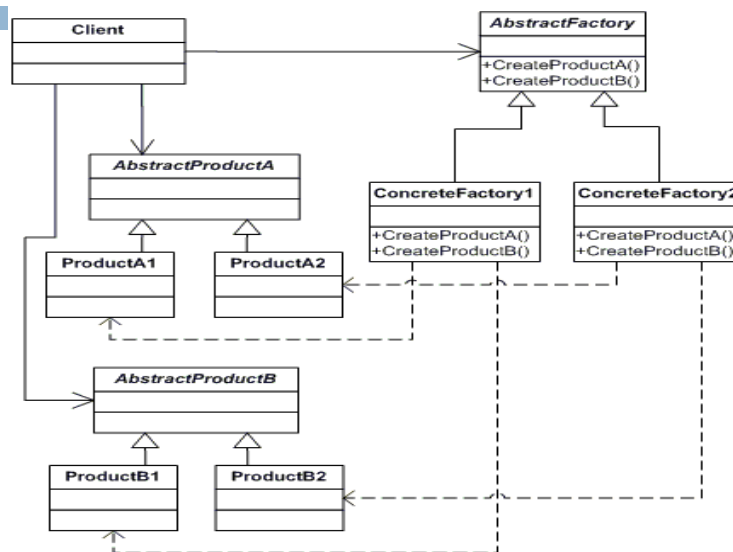 Client
AbstractFactory
+CreateProductA()
+CreateProductB()
AbstractProductA
ConcreteFactory1
+CreateProductA()
+CreateProductB()
ConcreteFactory2
+CreateProductA()
+CreateProductB()
ProductA1
ProductA2
AbstractProductB
ProductB1
ProductB2